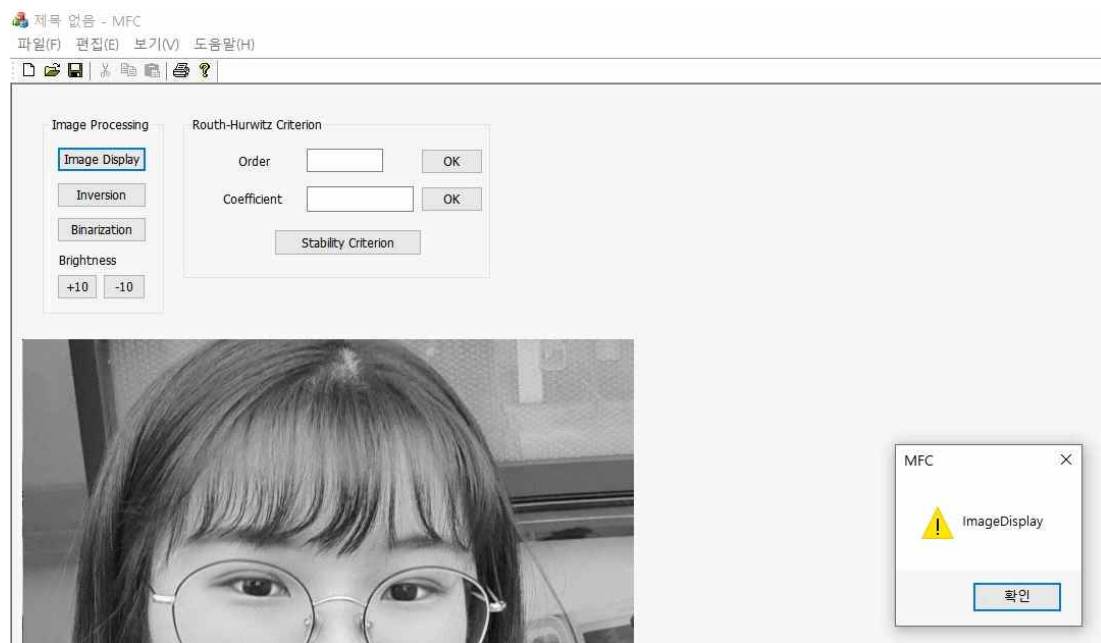 제목 없음 - MFC
파일(F) 편집(E) 보기(V) 도움말(H)
Image Processing
Image Display
Inversion
Binarization
Brightness
+10 -10
Routh-Hurwitz Criterion
Order OK
Coefficient OK
Stability Criterion
MFC
ImageDisplay
확인